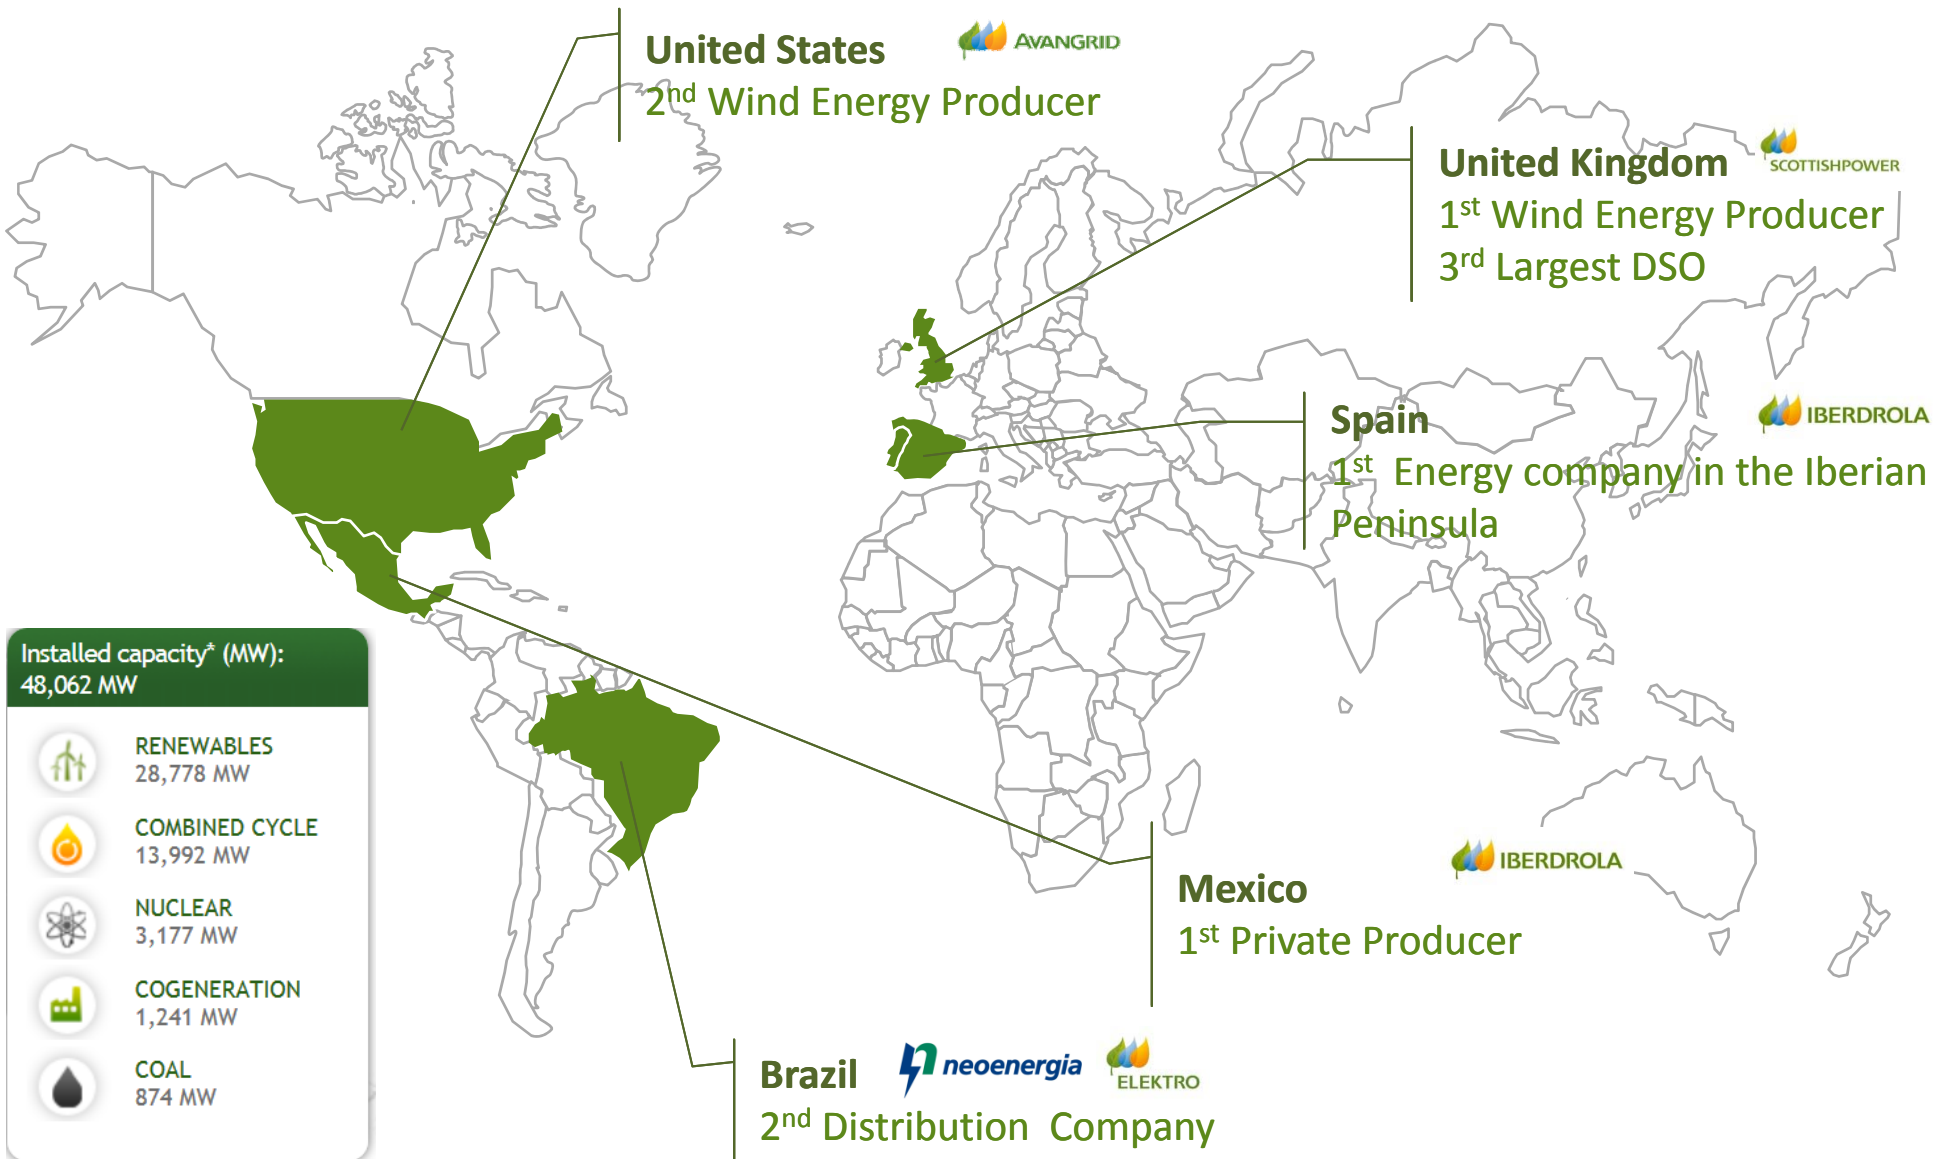 United States
AVANGRID
2nd Wind Energy Producer
United Kingdom
SCOTTISHPOWER
1st Wind Energy Producer
3rd Largest DSO
Spain
IBERDROLA
1st Energy company in the Iberian
Peninsula
Installed capacity* (MW):
48,062 MW
RENEWABLES
28,778 MW
COMBINED CYCLE
13,992 MW
NUCLEAR
3,177 MW
COGENERATION
1,241 MW
COAL
874 MW
IBERDROLA
Mexico
1st Private Producer
Brazil
neoenergia
ELEKTRO
2nd Distribution Company